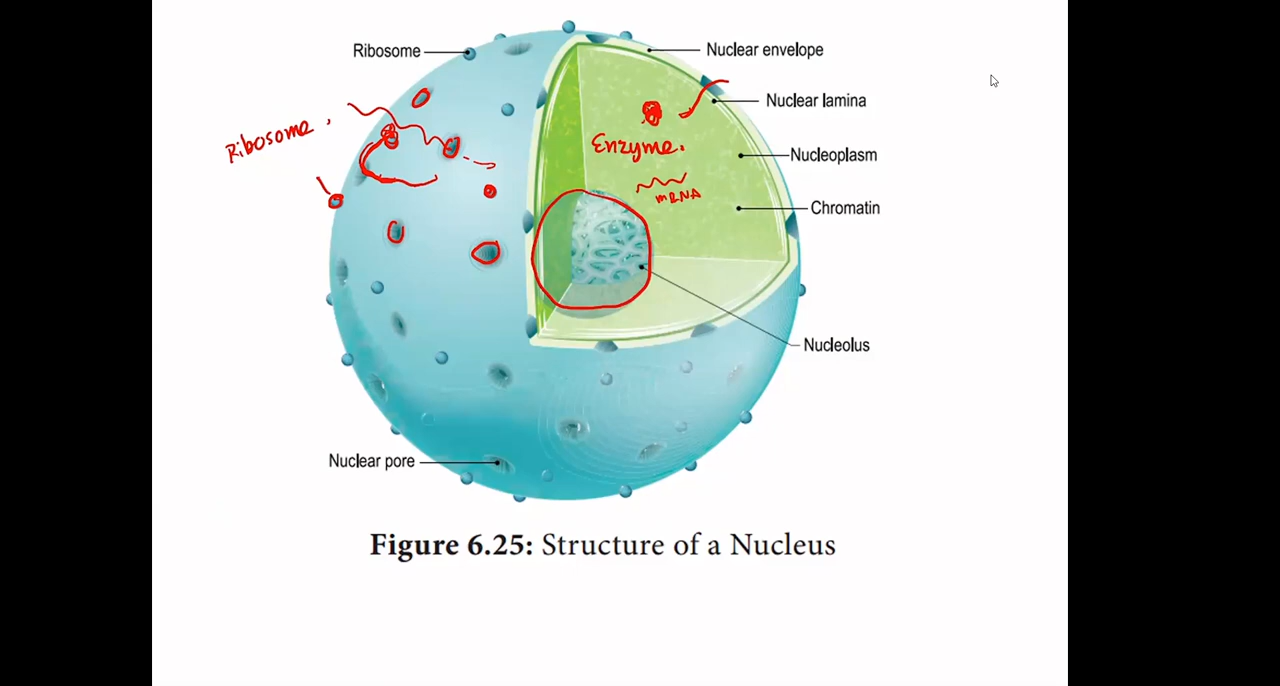 Ribosome
Nuclear envelope
Nuclear lamina
Ribosome.
Enzyme.
Nucleoplasm
mRNA
Chromatin
Nucleolus
Nuclear pore
Figure 6.25: Structure of a Nucleus